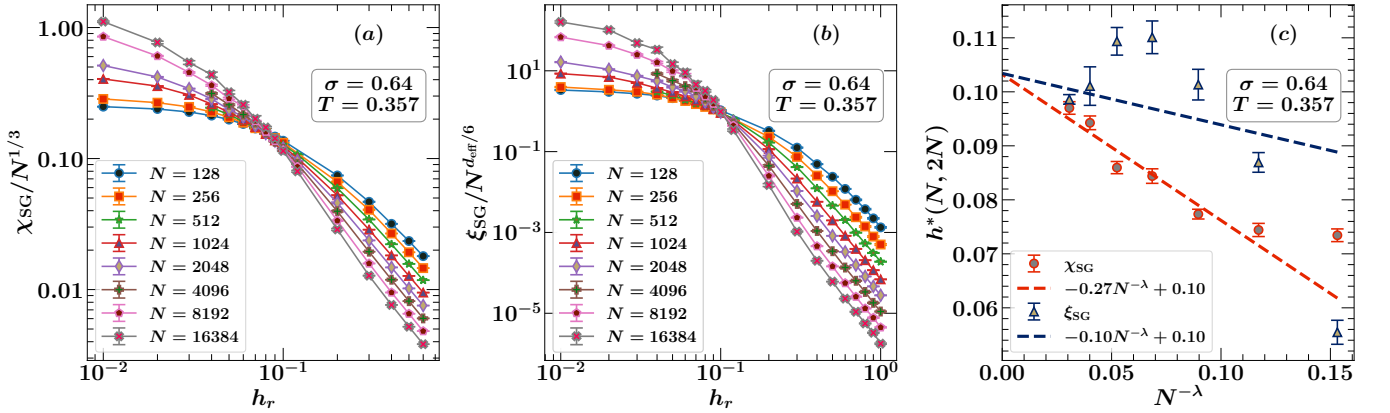 (a)
σ = 0.64
T = 0.357
χ_SG/N^{1/3}
1.00
0.10
0.01
N = 128
N = 256
N = 512
N = 1024
N = 2048
N = 4096
N = 8192
N = 16384
10^{-2}
10^{-1}
h_r
(b)
σ = 0.64
T = 0.357
ξ_SG/N^{d_eff/6}
10^1
10^{-1}
10^{-3}
10^{-5}
N = 128
N = 256
N = 512
N = 1024
N = 2048
N = 4096
N = 8192
N = 16384
10^{-2}
10^{-1}
10^0
h_r
(c)
σ = 0.64
T = 0.357
h*(N, 2N)
0.11
0.10
0.09
0.08
0.07
0.06
χ_SG
−0.27N^{−λ} + 0.10
ξ_SG
−0.10N^{−λ} + 0.10
0.00
0.05
0.10
0.15
N^{−λ}